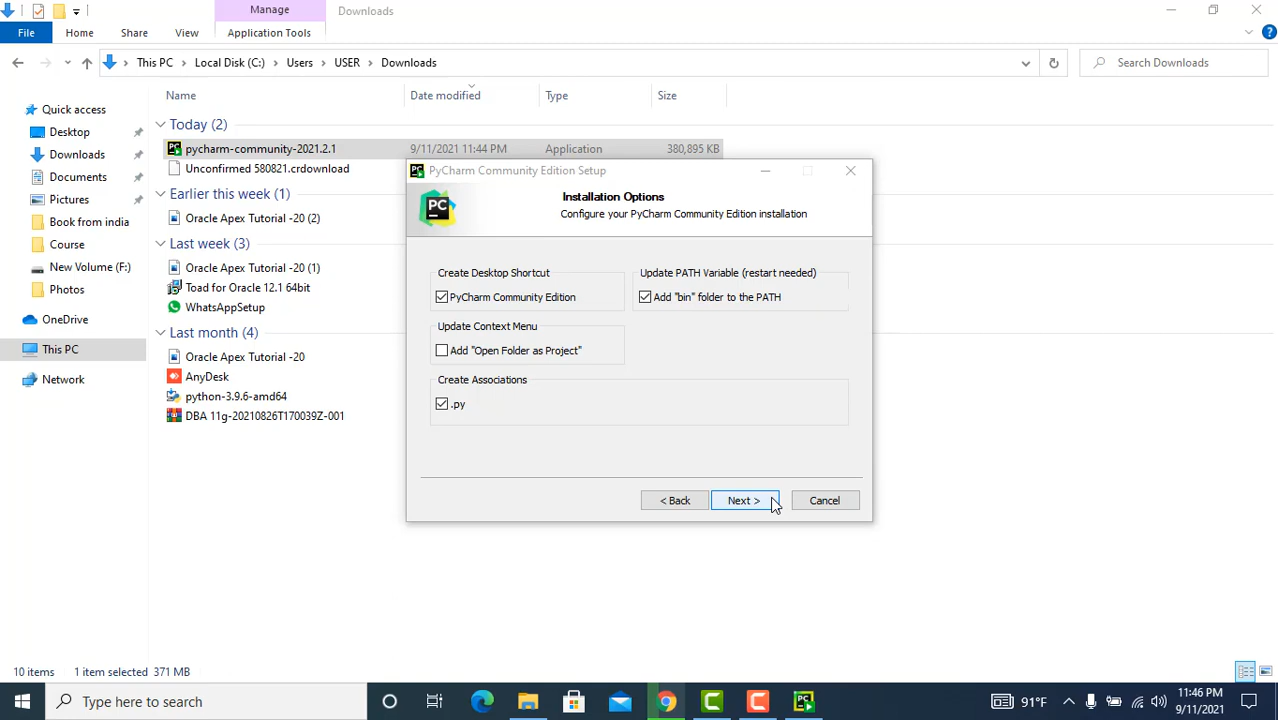 Manage
Downloads
File
Home
Share
View
Application Tools
This PC
Local Disk (C:)
Users
USER
Downloads
Search Downloads
Name
Date modified
Type
Size
Quick access
Desktop
Downloads
Documents
Pictures
Book from india
Course
New Volume (F:)
Photos
OneDrive
This PC
Network
Today (2)
pycharm-community-2021.2.1
9/11/2021 11:44 PM
Application
380,895 KB
Unconfirmed 580821.crdownload
Earlier this week (1)
Oracle Apex Tutorial -20 (2)
Last week (3)
Oracle Apex Tutorial -20 (1)
Toad for Oracle 12.1 64bit
WhatsAppSetup
Last month (4)
Oracle Apex Tutorial -20
AnyDesk
python-3.9.6-amd64
DBA 11g-20210826T170039Z-001
PC
PyCharm Community Edition Setup
PC
Installation Options
Configure your PyCharm Community Edition installation
Create Desktop Shortcut
PyCharm Community Edition
Update PATH Variable (restart needed)
Add "bin" folder to the PATH
Update Context Menu
Add "Open Folder as Project"
Create Associations
.py
< Back
Next >
Cancel
10 items
1 item selected 371 MB
Type here to search
91°F
11:46 PM
9/11/2021